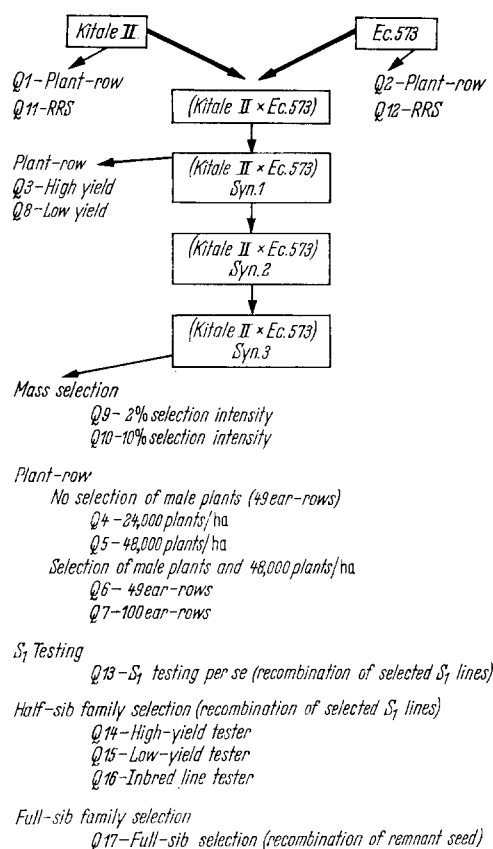 Kitale II
Ec.573
Q1-Plant-row
Q11-RRS
Q2-Plant-row
Q12-RRS
(Kitale II × Ec.573)
(Kitale II × Ec.573)
Syn.1
Plant-row
Q3-High yield
Q8-Low yield
(Kitale II × Ec.573)
Syn.2
(Kitale II × Ec.573)
Syn.3
Mass selection
Q9-2% selection intensity
Q10-10% selection intensity
Plant-row
No selection of male plants (49 ear-rows)
Q4-24,000 plants/ha
Q5-48,000 plants/ha
Selection of male plants and 48,000 plants/ha
Q6-49 ear-rows
Q7-100 ear-rows
S₁ Testing
Q13-S₁ testing per se (recombination of selected S₁ lines)
Half-sib family selection (recombination of selected S₁ lines)
Q14-High-yield tester
Q15-Low-yield tester
Q16-Inbred line tester
Full-sib family selection
Q17-Full-sib selection (recombination of remnant seed)